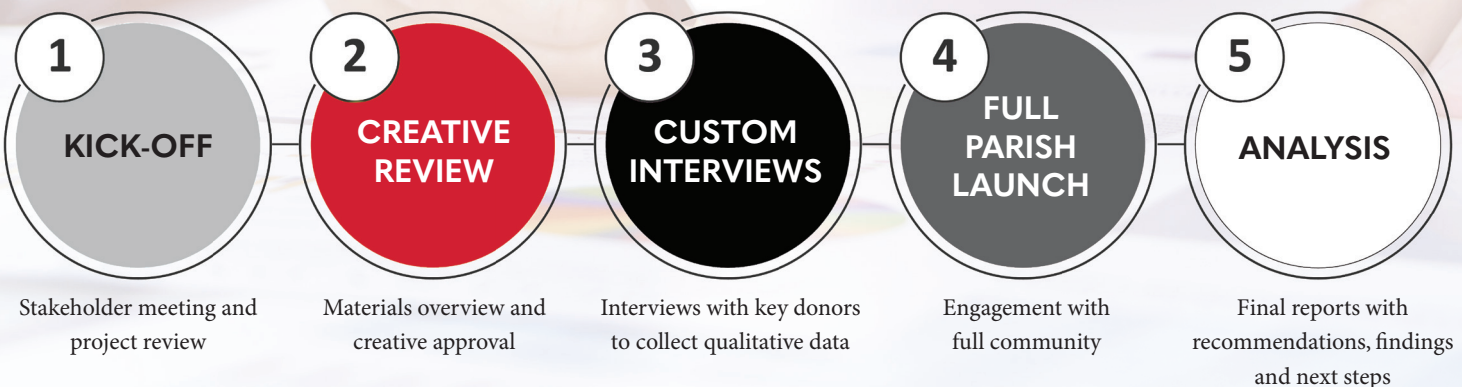 1
KICK-OFF
Stakeholder meeting and
project review
2
CREATIVE
REVIEW
Materials overview and
creative approval
3
CUSTOM
INTERVIEWS
Interviews with key donors
to collect qualitative data
4
FULL
PARISH
LAUNCH
Engagement with
full community
5
ANALYSIS
Final reports with
recommendations, findings
and next steps